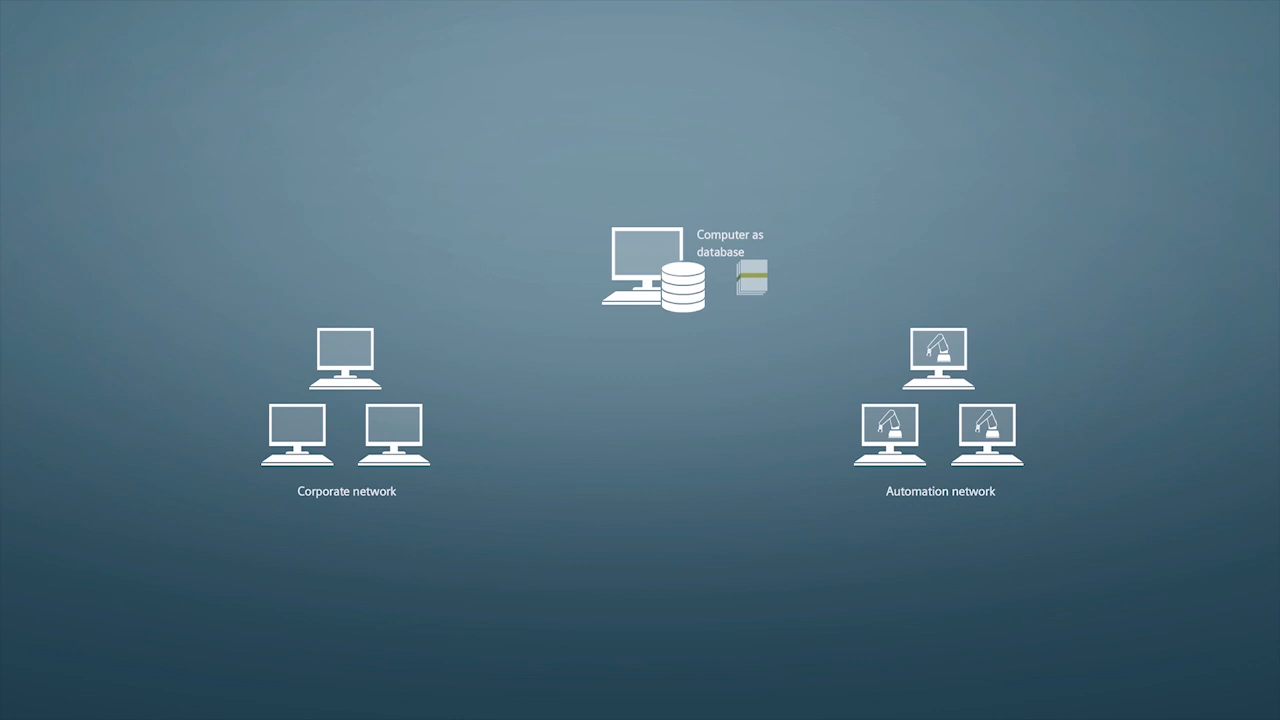 Computer as
database
Corporate network
Automation network